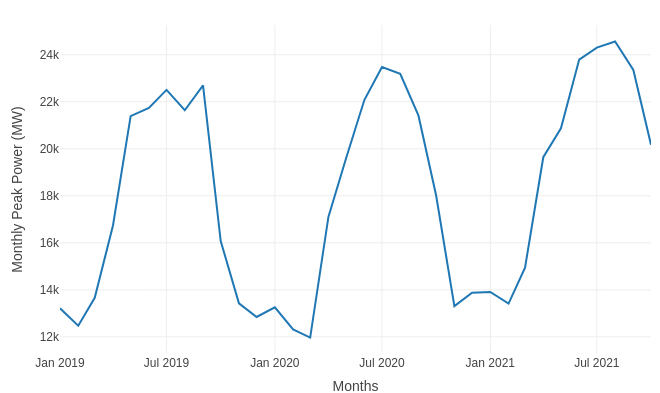 24k
22k
20k
18k
16k
14k
12k
Monthly Peak Power (MW)
Jan 2019
Jul 2019
Jan 2020
Jul 2020
Jan 2021
Jul 2021
Months